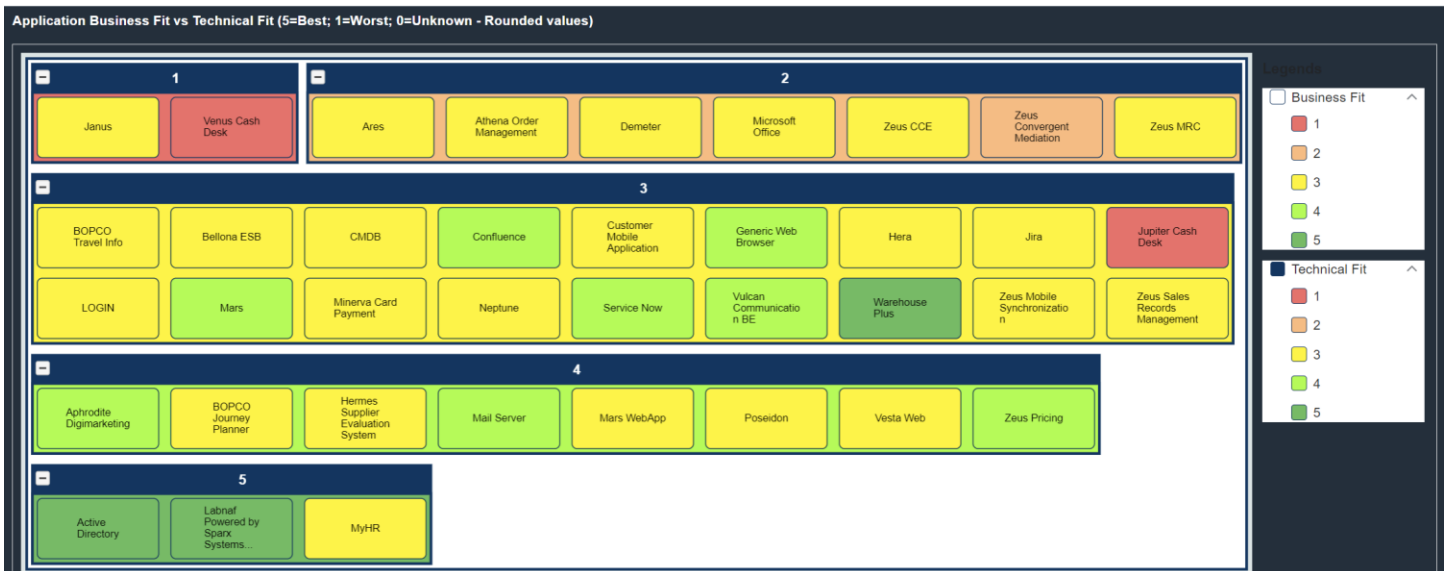 Application Business Fit vs Technical Fit (5=Best; 1=Worst; 0=Unknown - Rounded values)
1
Janus
Venus Cash
Desk
2
Ares
Athena Order
Management
Demeter
Microsoft
Office
Zeus CCE
Zeus
Convergent
Mediation
Zeus MRC
3
BOPCO
Travel Info
Bellona ESB
CMDB
Confluence
Customer
Mobile
Application
Generic Web
Browser
Hera
Jira
Jupiter Cash
Desk
LOGIN
Mars
Minerva Card
Payment
Neptune
Service Now
Vulcan
Communicatio
n BE
Warehouse
Plus
Zeus Mobile
Synchronizatio
n
Zeus Sales
Records
Management
4
Aphrodite
Digimarketing
BOPCO
Journey
Planner
Hermes
Supplier
Evaluation
System
Mail Server
Mars WebApp
Poseidon
Vesta Web
Zeus Pricing
5
Active
Directory
Labnaf
Powered by
Sparx
Systems...
MyHR
Legends
Business Fit
1
2
3
4
5
Technical Fit
1
2
3
4
5